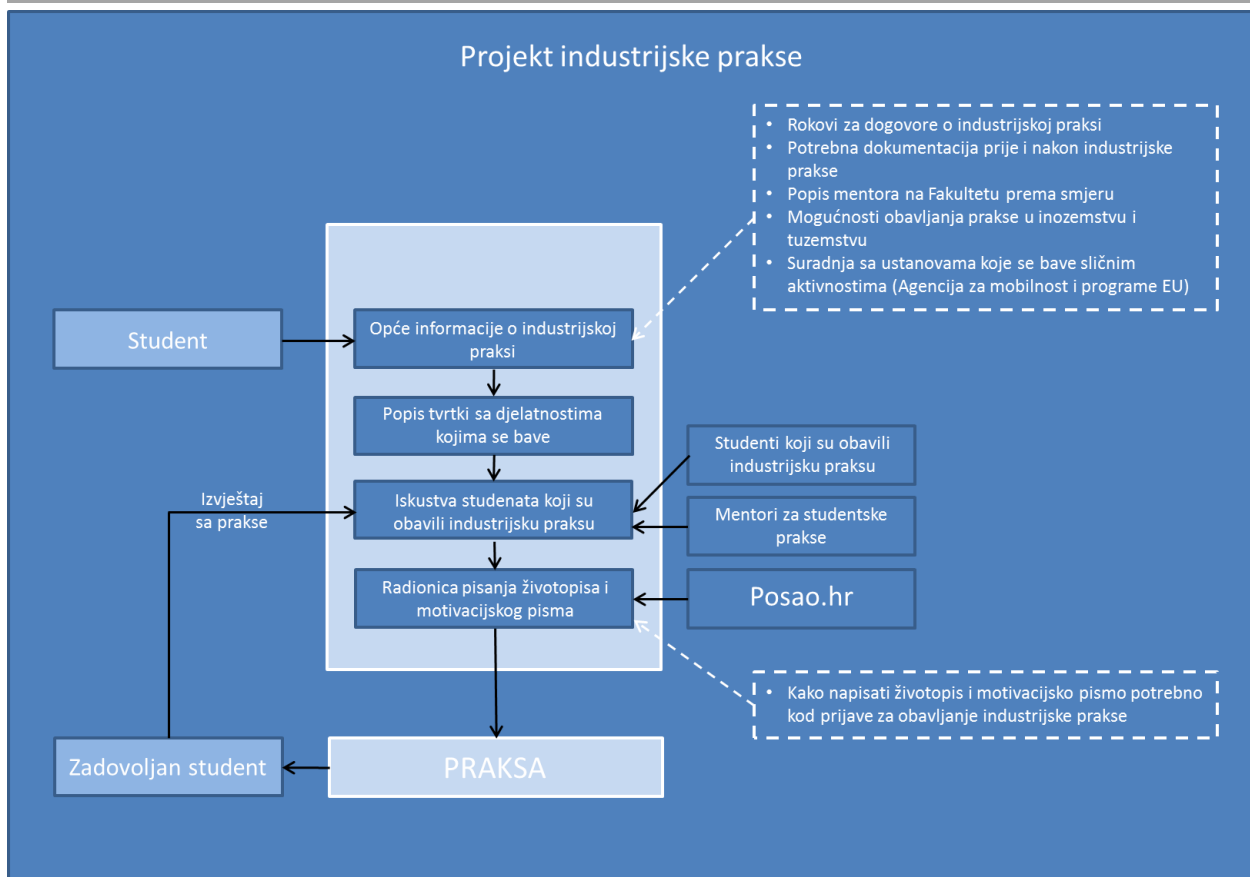 Projekt industrijske prakse
• Rokovi za dogovore o industrijskoj praksi
• Potrebna dokumentacija prije i nakon industrijske
prakse
• Popis mentora na Fakultetu prema smjeru
• Mogućnosti obavljanja prakse u inozemstvu i
tuzemstvu
• Suradnja sa ustanovama koje se bave sličnim
aktivnostima (Agencija za mobilnost i programe EU)
Student
Opće informacije o industrijskoj
praksi
Popis tvrtki sa djelatnostima
kojima se bave
Studenti koji su obavili
industrijsku praksu
Izvještaj
sa prakse
Iskustva studenata koji su
obavili industrijsku praksu
Mentori za studentske
prakse
Radionica pisanja životopisa i
motivacijskog pisma
Posao.hr
• Kako napisati životopis i motivacijsko pismo potrebno
kod prijave za obavljanje industrijske prakse
Zadovoljan student
PRAKSA